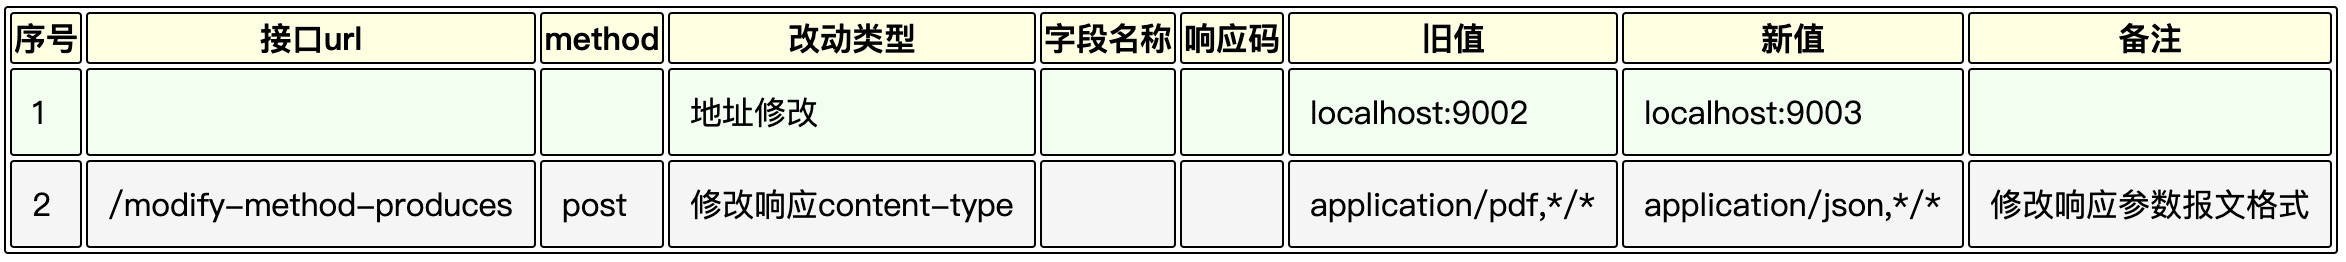 序号 接口url method 改动类型 字段名称 响应码 旧值 新值 备注
1 地址修改 localhost:9002 localhost:9003
2 /modify-method-produces post 修改响应content-type application/pdf,*/* application/json,*/* 修改响应参数报文格式